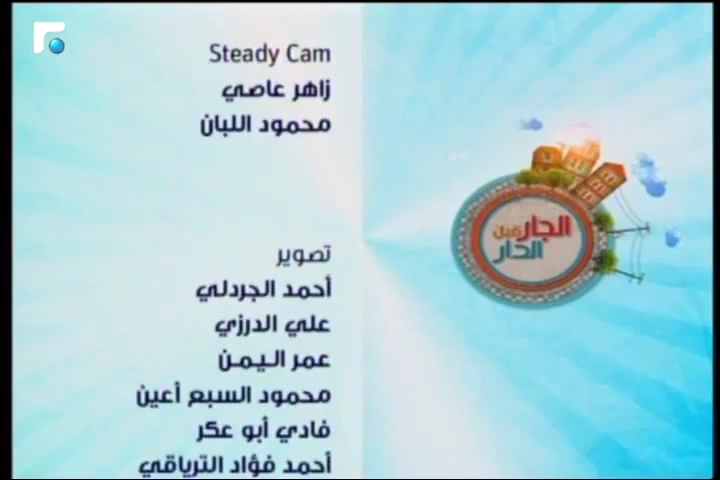 Steady Cam
زاهر عاصي
محمود اللبان
تصوير
أحمد الجردلي
علي الدرزي
عمر اليمن
محمود السبع أعين
فادي أبو عكر
أحمد فؤاد الترياقي
الجار قبل
الدار